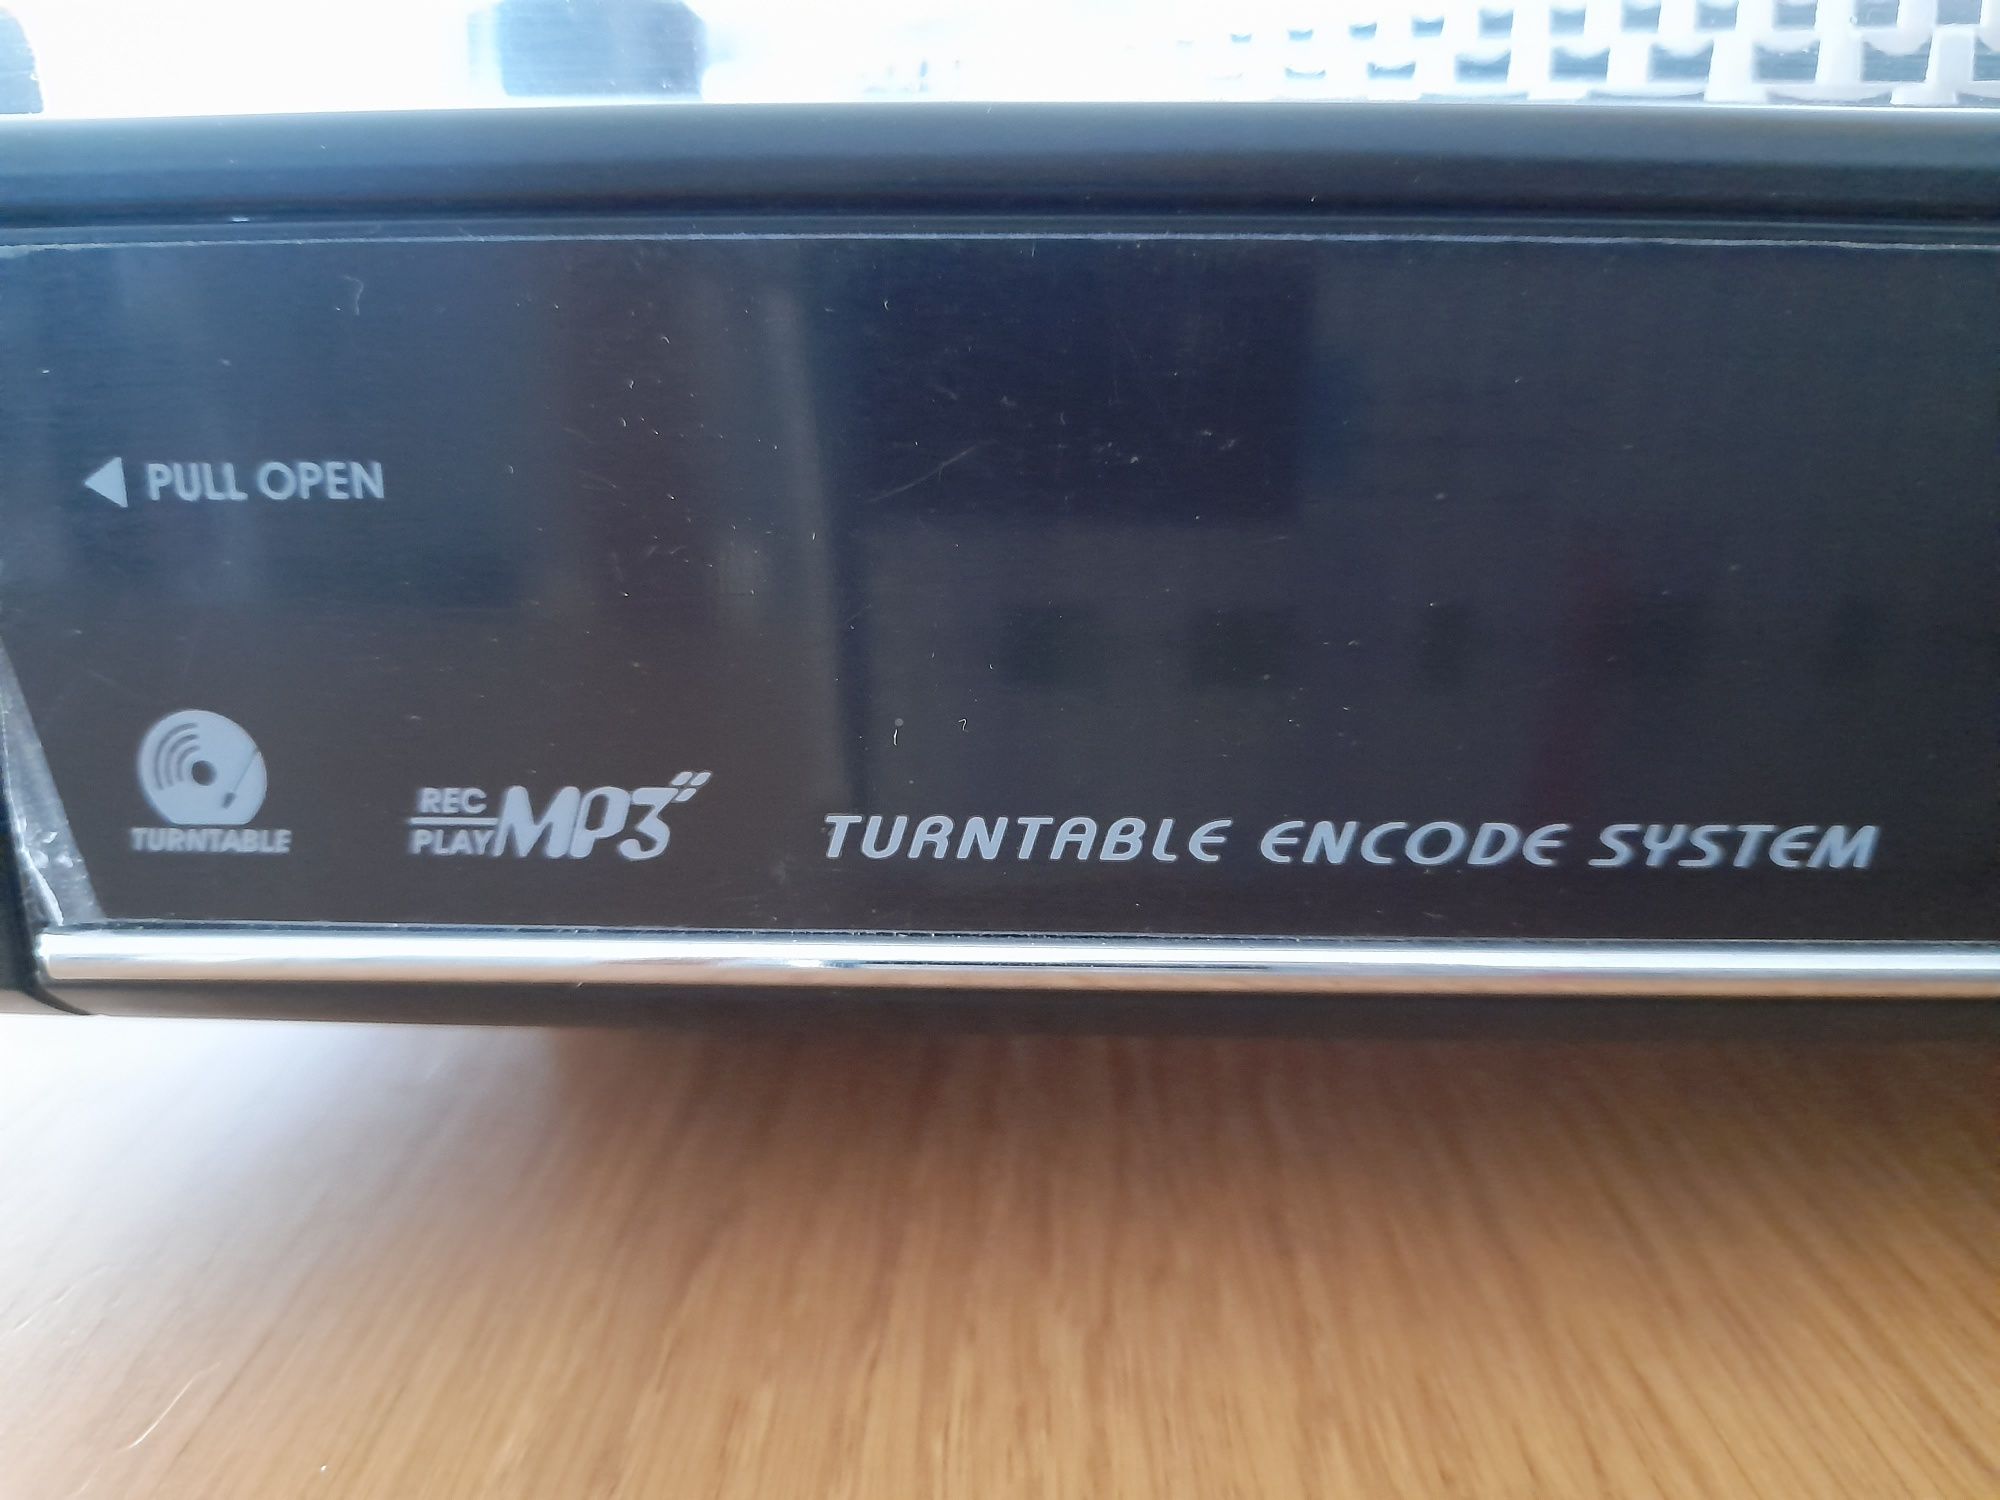 PULL OPEN
TURNTABLE
REC
PLAY
MP3
TURNTABLE ENCODE SYSTEM